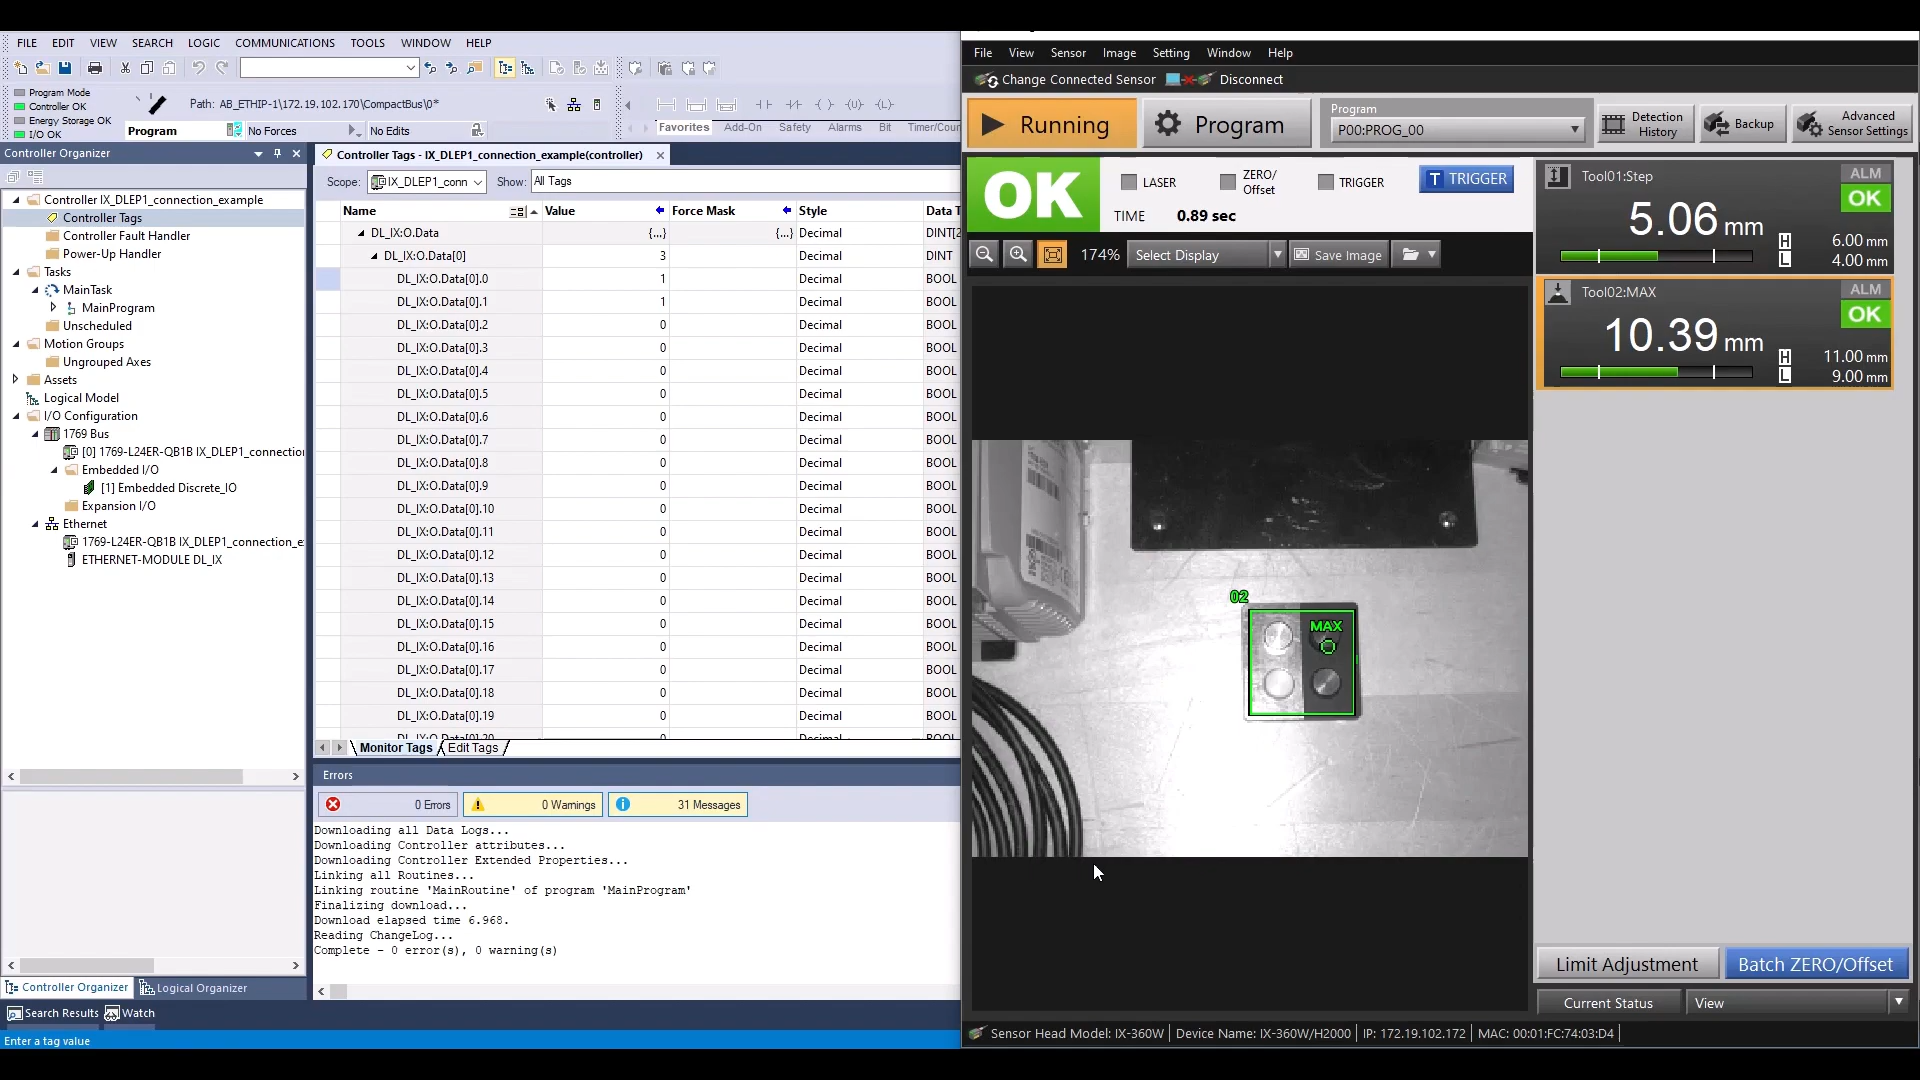 FILE EDIT VIEW SEARCH LOGIC COMMUNICATIONS TOOLS WINDOW HELP
Program Mode
Controller OK
Energy Storage OK
I/O OK
Path: AB_ETHIP-1\172.19.102.170\CompactBus\0*
Program No Forces No Edits
Favorites Add-On Safety Alarms Bit Timer/Coun
Controller Organizer
Controller IX_DLEP1_connection_example
Controller Tags
Controller Fault Handler
Power-Up Handler
Tasks
MainTask
MainProgram
Unscheduled
Motion Groups
Ungrouped Axes
Assets
Logical Model
I/O Configuration
1769 Bus
[0] 1769-L24ER-QB1B IX_DLEP1_connectio
Embedded I/O
[1] Embedded Discrete_IO
Expansion I/O
Ethernet
1769-L24ER-QB1B IX_DLEP1_connection_e
ETHERNET-MODULE DL_IX
Controller Organizer Logical Organizer
Search Results Watch
Enter a tag value
Controller Tags - IX_DLEP1_connection_example(controller)
Scope: IX_DLEP1_conn Show: All Tags
Name Value Force Mask Style Data T
DL_IX:O.Data {...} {...} Decimal DINT[2
DL_IX:O.Data[0] 3 Decimal DINT
DL_IX:O.Data[0].0 1 Decimal BOOL
DL_IX:O.Data[0].1 1 Decimal BOOL
DL_IX:O.Data[0].2 0 Decimal BOOL
DL_IX:O.Data[0].3 0 Decimal BOOL
DL_IX:O.Data[0].4 0 Decimal BOOL
DL_IX:O.Data[0].5 0 Decimal BOOL
DL_IX:O.Data[0].6 0 Decimal BOOL
DL_IX:O.Data[0].7 0 Decimal BOOL
DL_IX:O.Data[0].8 0 Decimal BOOL
DL_IX:O.Data[0].9 0 Decimal BOOL
DL_IX:O.Data[0].10 0 Decimal BOOL
DL_IX:O.Data[0].11 0 Decimal BOOL
DL_IX:O.Data[0].12 0 Decimal BOOL
DL_IX:O.Data[0].13 0 Decimal BOOL
DL_IX:O.Data[0].14 0 Decimal BOOL
DL_IX:O.Data[0].15 0 Decimal BOOL
DL_IX:O.Data[0].16 0 Decimal BOOL
DL_IX:O.Data[0].17 0 Decimal BOOL
DL_IX:O.Data[0].18 0 Decimal BOOL
DL_IX:O.Data[0].19 0 Decimal BOOL
DL_IX:O.Data[0].20 0 Decimal BOOL
Monitor Tags Edit Tags
Errors
0 Errors 0 Warnings 31 Messages
Downloading all Data Logs...
Downloading Controller attributes...
Downloading Controller Extended Properties...
Linking all Routines...
Linking routine 'MainRoutine' of program 'MainProgram'
Finalizing download...
Download elapsed time 6.968.
Reading ChangeLog...
Complete - 0 error(s), 0 warning(s)
File View Sensor Image Setting Window Help
Change Connected Sensor Disconnect
Running Program
Program
P00:PROG_00
Detection History
Backup
Advanced Sensor Settings
OK
LASER ZERO/Offset TRIGGER T TRIGGER
TIME 0.89 sec
174% Select Display Save Image
02
MAX
Tool01:Step ALM
OK
5.06 mm
H 6.00 mm
L 4.00 mm
Tool02:MAX ALM
OK
10.39 mm
H 11.00 mm
L 9.00 mm
Limit Adjustment Batch ZERO/Offset
Current Status View
Sensor Head Model: IX-360W Device Name: IX-360W/H2000 IP: 172.19.102.172 MAC: 00:01:FC:74:03:D4